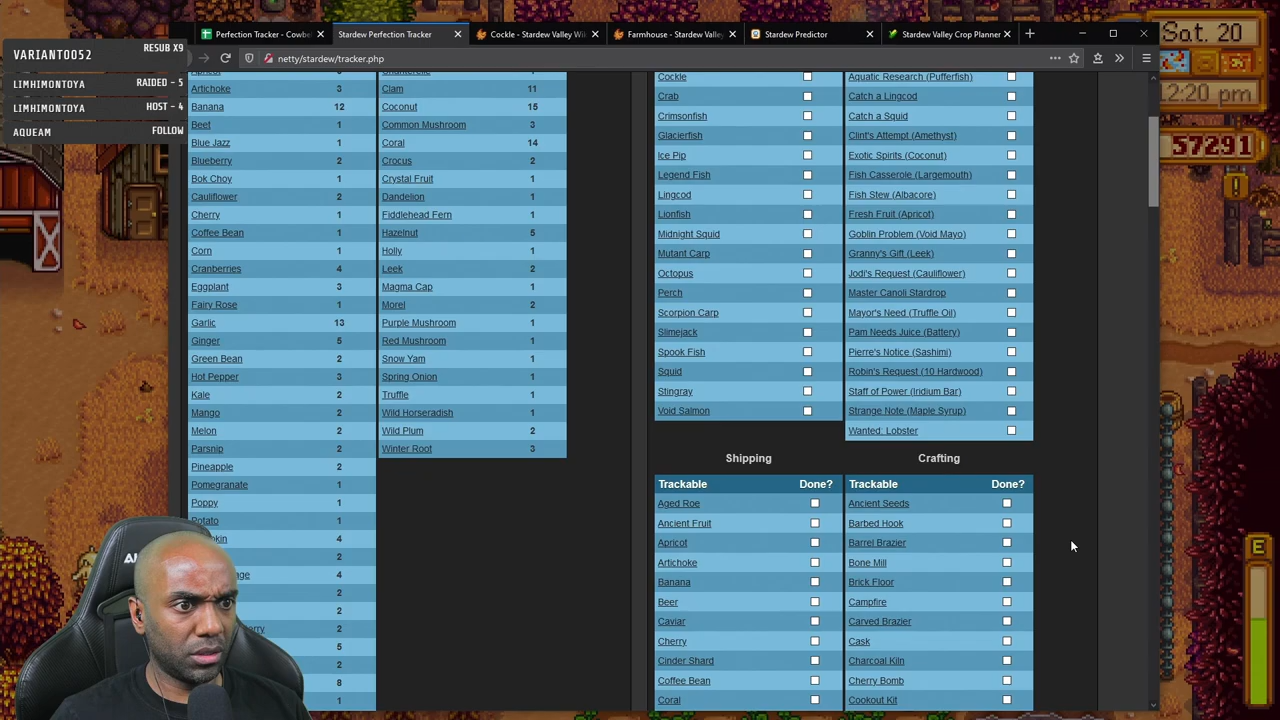 Perfection Tracker - Cowbel
Stardew Perfection Tracker
Cockle - Stardew Valley Wi
Farmhouse - Stardew Valley
Stardew Predictor
Stardew Valley Crop Planner
netty/stardew/tracker.php
VARIANT0052
RESUB X9
LIMHIMONTOYA
RAIDED - 5
LIMHIMONTOYA
HOST - 4
AQUEAM
FOLLOW
Sat, 20
12:20 pm
57291
E
Artichoke 3
Banana 12
Beet 1
Blue Jazz 1
Blueberry 2
Bok Choy 1
Cauliflower 2
Cherry 1
Coffee Bean 1
Corn 1
Cranberries 4
Eggplant 3
Fairy Rose 1
Garlic 13
Ginger 5
Green Bean 2
Hot Pepper 3
Kale 2
Mango 2
Melon 2
Parsnip 2
Pineapple 2
Pomegranate 1
Poppy 1
Potato 1
4
2
4
2
2
2
5
2
8
1
Clam 11
Coconut 15
Common Mushroom 3
Coral 14
Crocus 2
Crystal Fruit 1
Dandelion 1
Fiddlehead Fern 1
Hazelnut 5
Holly 1
Leek 2
Magma Cap 1
Morel 2
Purple Mushroom 1
Red Mushroom 1
Snow Yam 1
Spring Onion 1
Truffle 1
Wild Horseradish 1
Wild Plum 2
Winter Root 3
Cockle
Crab
Crimsonfish
Glacierfish
Ice Pip
Legend Fish
Lingcod
Lionfish
Midnight Squid
Mutant Carp
Octopus
Perch
Scorpion Carp
Slimejack
Spook Fish
Squid
Stingray
Void Salmon
Aquatic Research (Pufferfish)
Catch a Lingcod
Catch a Squid
Clint's Attempt (Amethyst)
Exotic Spirits (Coconut)
Fish Casserole (Largemouth)
Fish Stew (Albacore)
Fresh Fruit (Apricot)
Goblin Problem (Void Mayo)
Granny's Gift (Leek)
Jodi's Request (Cauliflower)
Master Canoli Stardrop
Mayor's Need (Truffle Oil)
Pam Needs Juice (Battery)
Pierre's Notice (Sashimi)
Robin's Request (10 Hardwood)
Staff of Power (Iridium Bar)
Strange Note (Maple Syrup)
Wanted: Lobster
Shipping
Trackable Done?
Aged Roe
Ancient Fruit
Apricot
Artichoke
Banana
Beer
Caviar
Cherry
Cinder Shard
Coffee Bean
Coral
Crafting
Trackable Done?
Ancient Seeds
Barbed Hook
Barrel Brazier
Bone Mill
Brick Floor
Campfire
Carved Brazier
Cask
Charcoal Kiln
Cherry Bomb
Cookout Kit